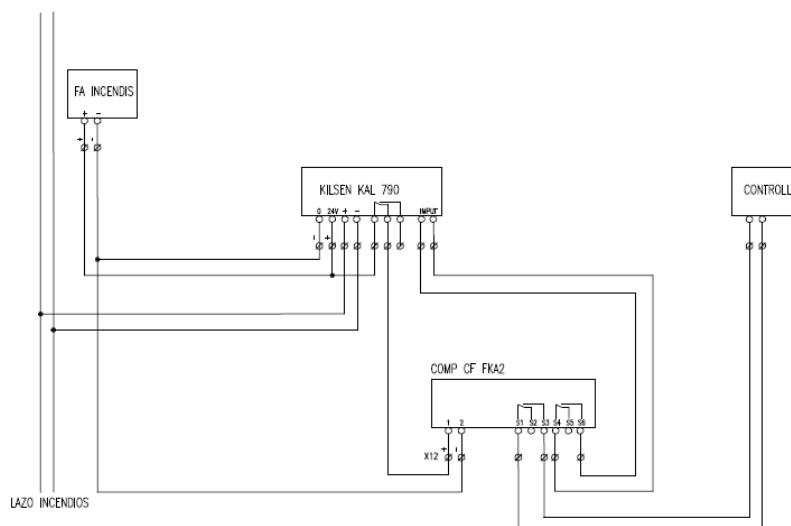 FA INCENDIS
+ -
+ -
KILSEN KAL 790
CONTROLL
0 24V + - IMPUT
- +
COMP CF FKA2
1 2 S1 S2 S3 S4 S5 S6
X12 + -
LAZO INCENDIOS